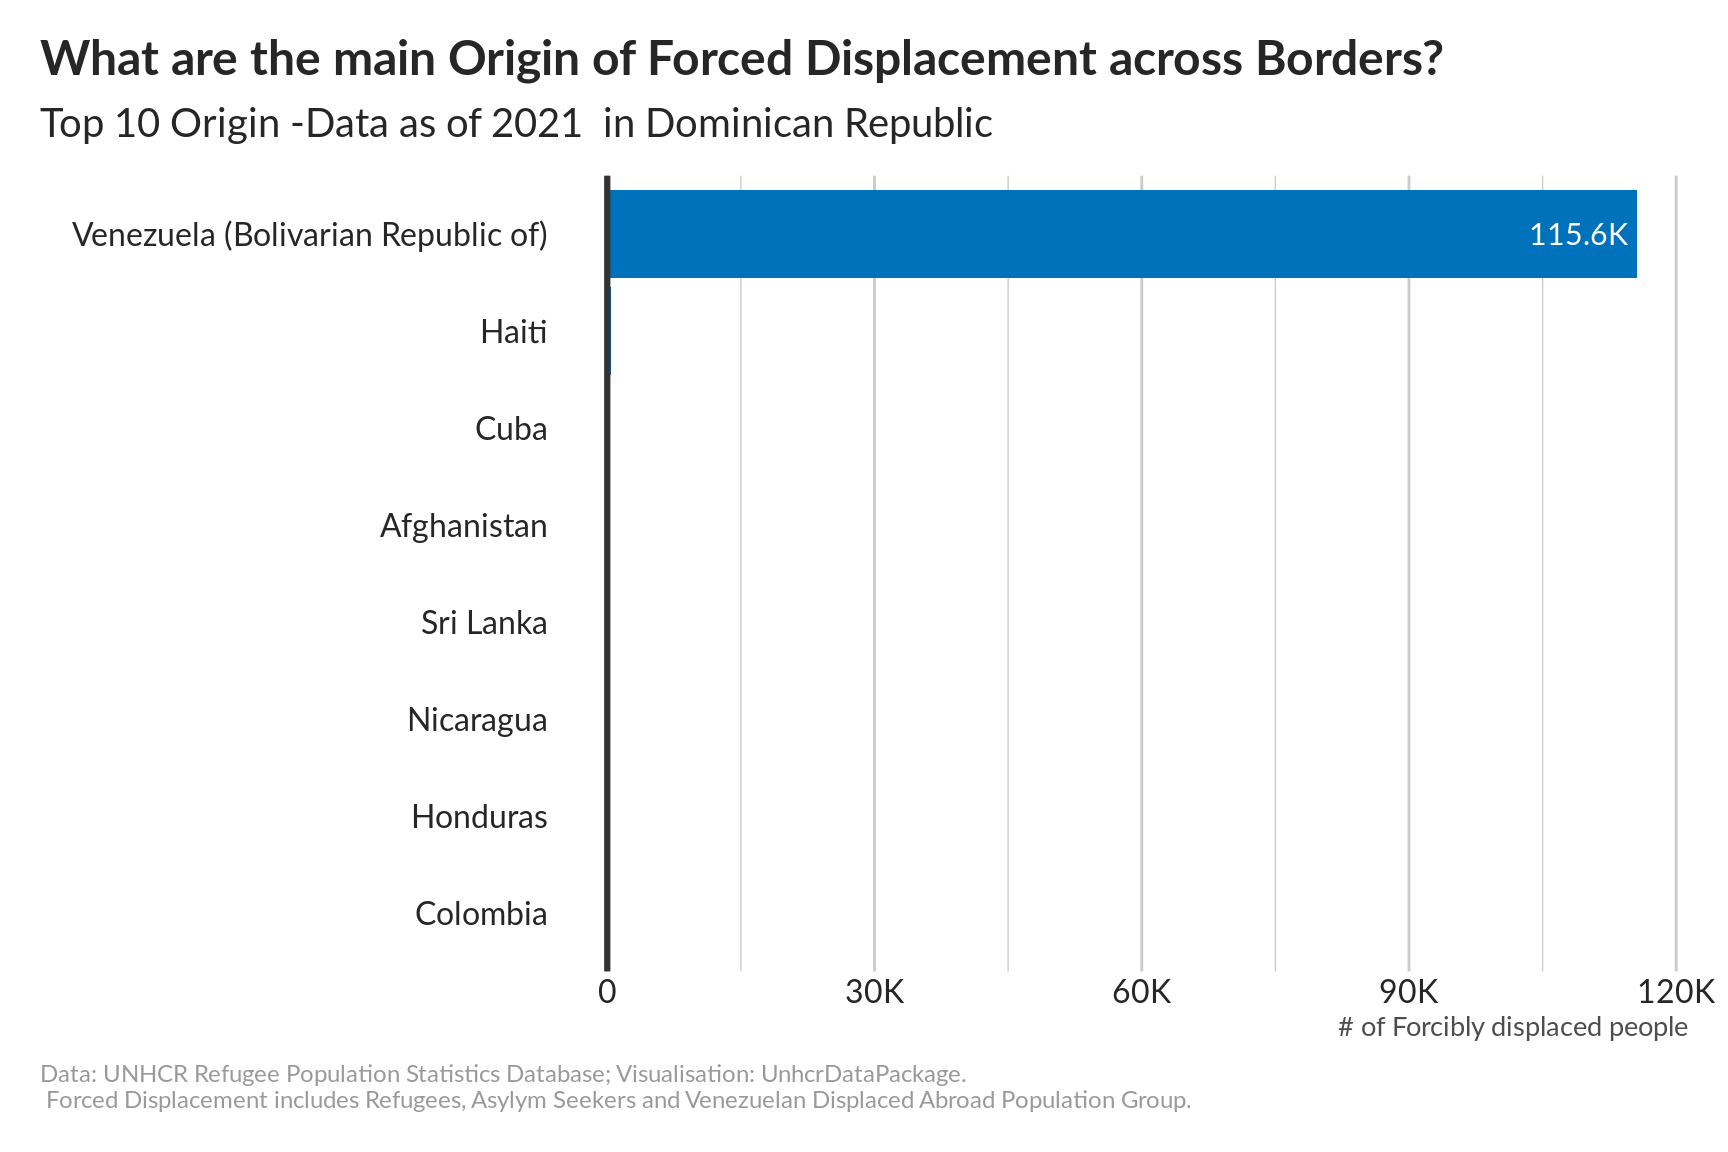 What are the main Origin of Forced Displacement across Borders?
Top 10 Origin -Data as of 2021  in Dominican Republic
Venezuela (Bolivarian Republic of)
115.6K
Haiti
Cuba
Afghanistan
Sri Lanka
Nicaragua
Honduras
Colombia
0 30K 60K 90K 120K
# of Forcibly displaced people
Data: UNHCR Refugee Population Statistics Database; Visualisation: UnhcrDataPackage.
Forced Displacement includes Refugees, Asylym Seekers and Venezuelan Displaced Abroad Population Group.